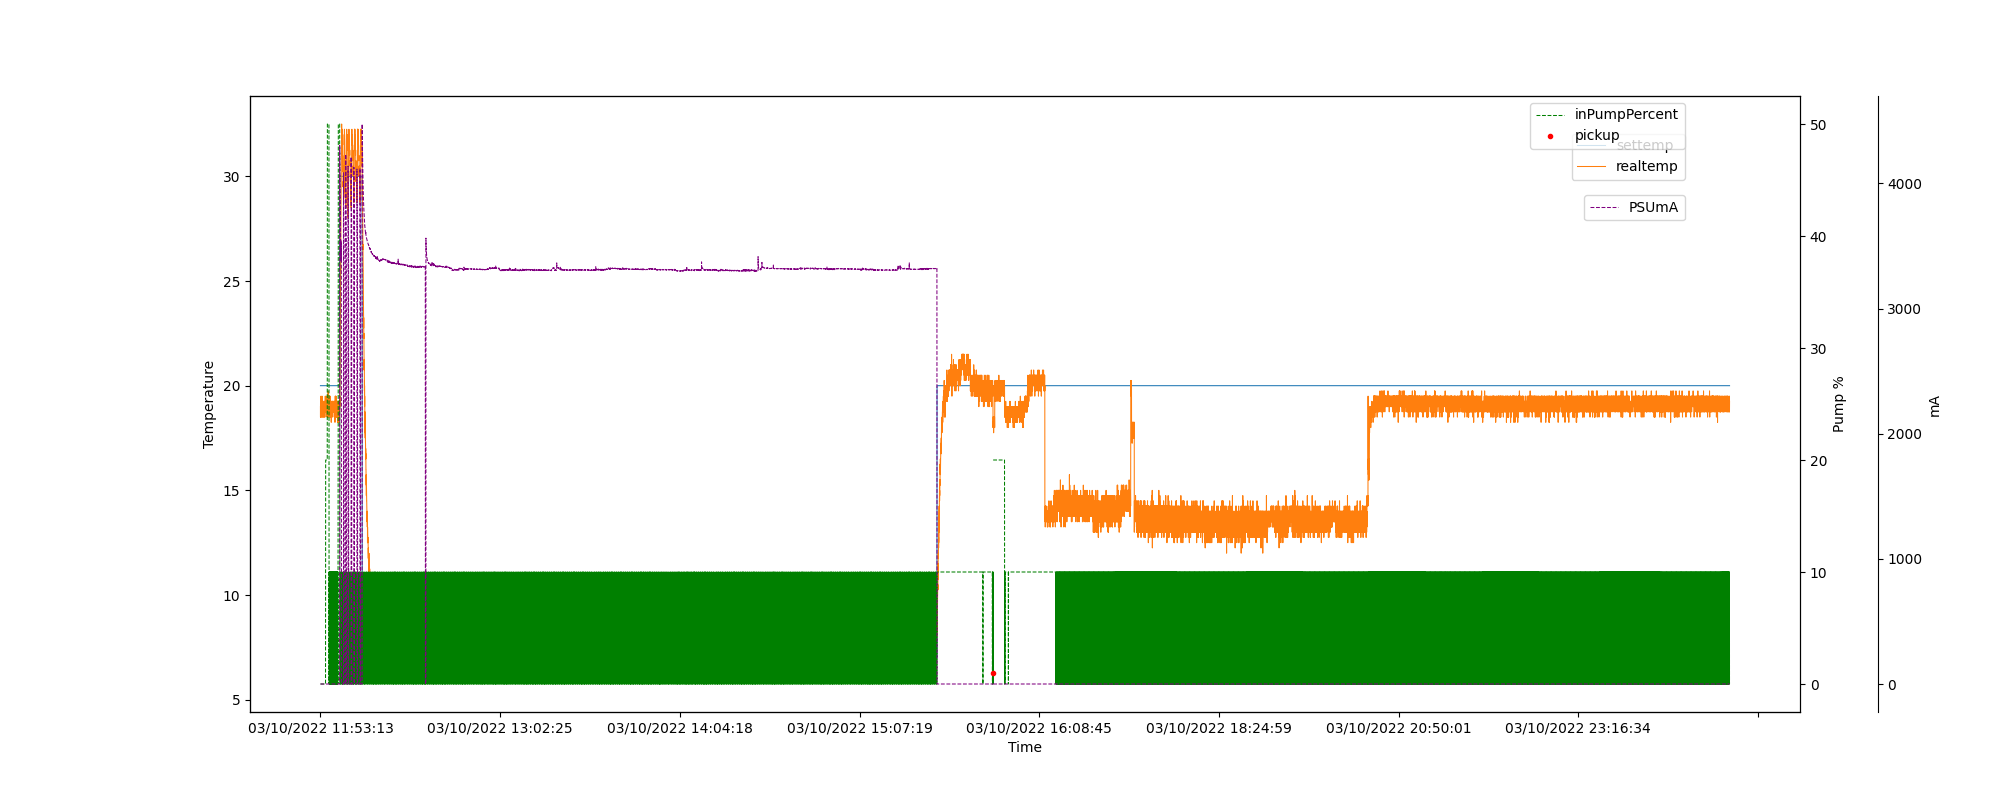 inPumpPercent
pickup
settemp
realtemp
PSUmA
30
25
20
15
10
5
Temperature
50
40
30
20
10
0
Pump %
4000
3000
2000
1000
0
mA
03/10/2022 11:53:13
03/10/2022 13:02:25
03/10/2022 14:04:18
03/10/2022 15:07:19
03/10/2022 16:08:45
03/10/2022 18:24:59
03/10/2022 20:50:01
03/10/2022 23:16:34
Time